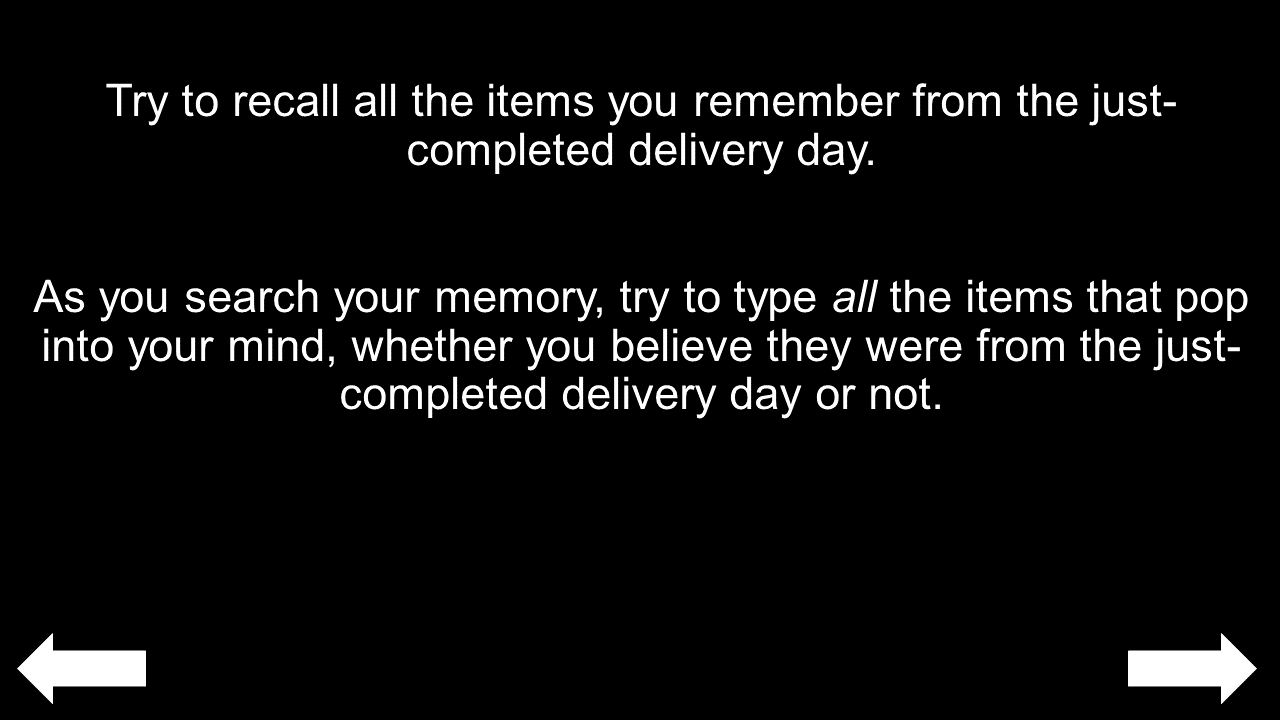 Try to recall all the items you remember from the just-
completed delivery day.
As you search your memory, try to type all the items that pop
into your mind, whether you believe they were from the just-
completed delivery day or not.